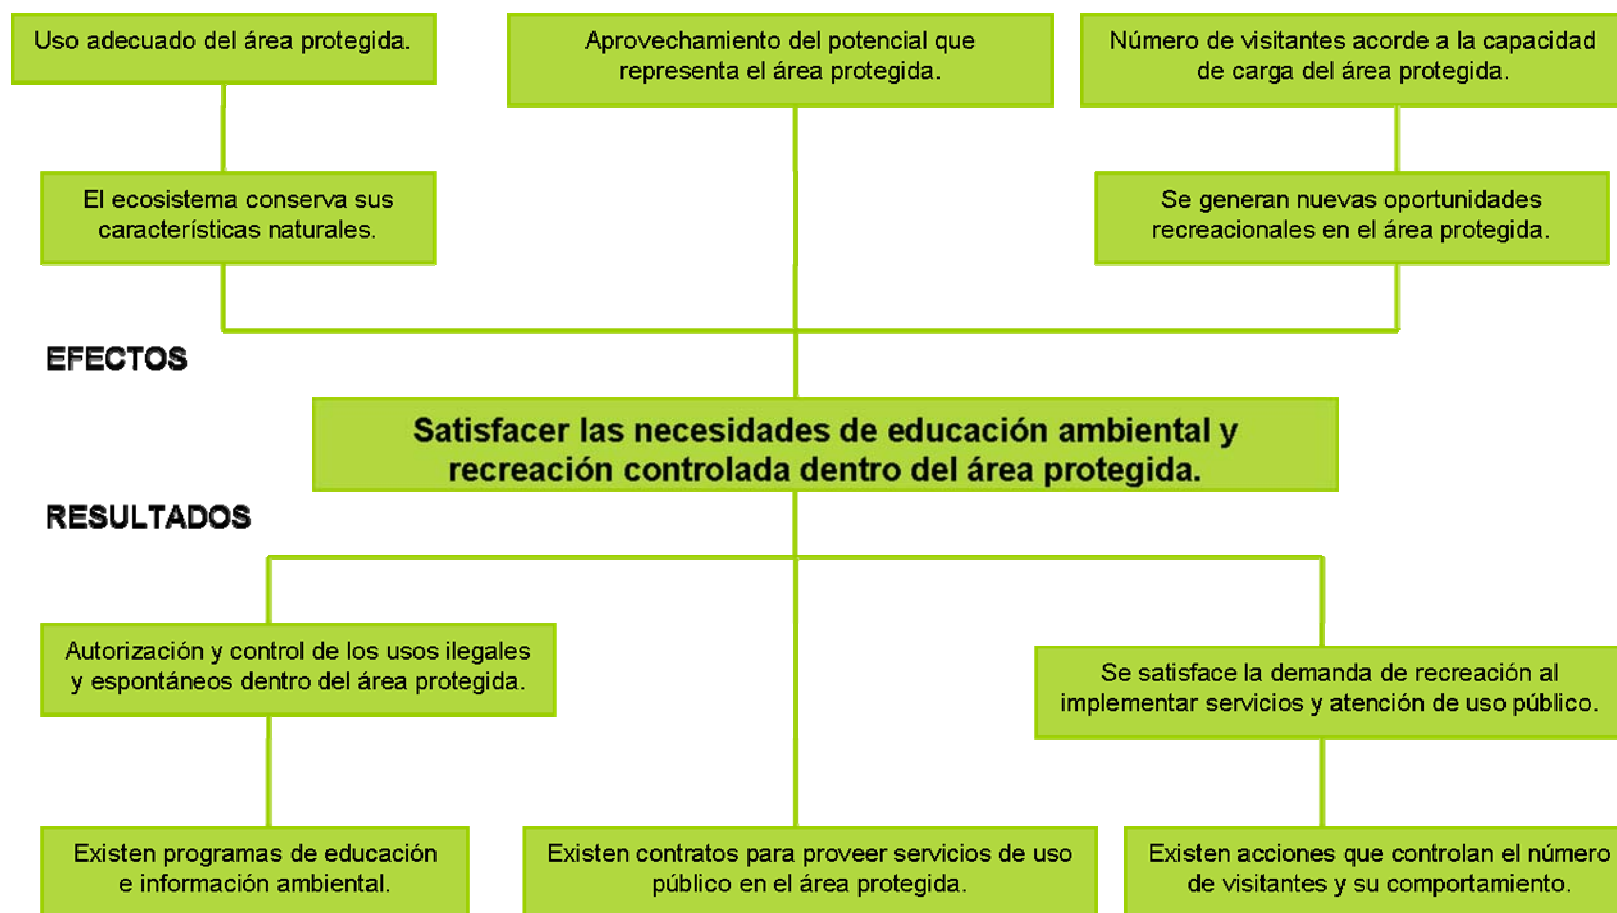 Uso adecuado del área protegida.
Aprovechamiento del potencial que
representa el área protegida.
Número de visitantes acorde a la capacidad
de carga del área protegida.
El ecosistema conserva sus
características naturales.
Se generan nuevas oportunidades
recreacionales en el área protegida.
EFECTOS
Satisfacer las necesidades de educación ambiental y
recreación controlada dentro del área protegida.
RESULTADOS
Autorización y control de los usos ilegales
y espontáneos dentro del área protegida.
Se satisface la demanda de recreación al
implementar servicios y atención de uso público.
Existen programas de educación
e información ambiental.
Existen contratos para proveer servicios de uso
público en el área protegida.
Existen acciones que controlan el número
de visitantes y su comportamiento.